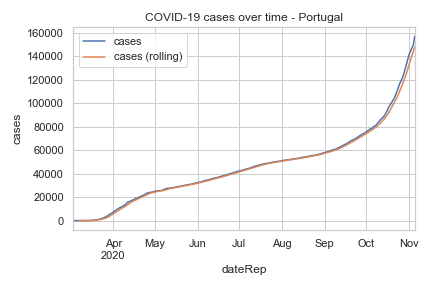 COVID-19 cases over time - Portugal
cases
cases (rolling)
160000
140000
120000
100000
80000
60000
40000
20000
0
cases
Apr
2020
May
Jun
Jul
Aug
Sep
Oct
Nov
dateRep